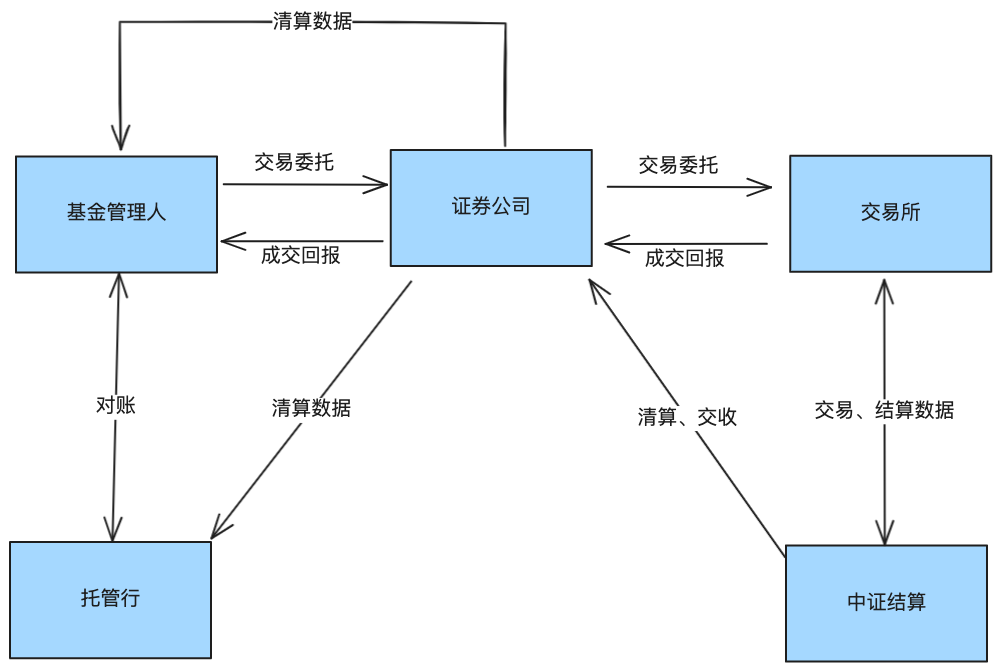 清算数据
交易委托
交易委托
基金管理人
证券公司
交易所
成交回报
成交回报
对账
清算数据
清算、交收
交易、结算数据
托管行
中证结算